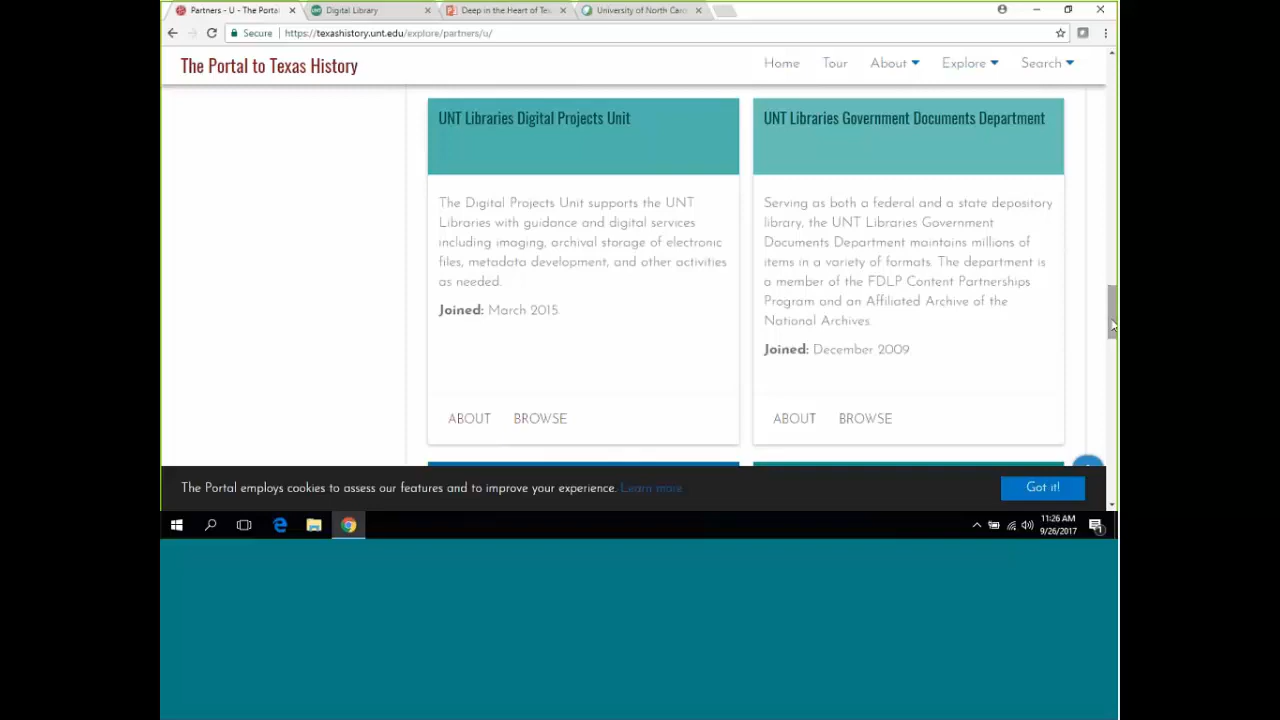 Partners - U - The Portal
Digital Library
Deep in the Heart of Te
University of North Caro
Secure
https://texashistory.unt.edu/explore/partners/u/
The Portal to Texas History
Home Tour About Explore Search
UNT Libraries Digital Projects Unit
The Digital Projects Unit supports the UNT
Libraries with guidance and digital services
including imaging, archival storage of electronic
files, metadata development, and other activities
as needed.
Joined: March 2015
ABOUT BROWSE
UNT Libraries Government Documents Department
Serving as both a federal and a state depository
library, the UNT Libraries Government
Documents Department maintains millions of
items in a variety of formats. The department is
a member of the FDLP Content Partnerships
Program and an Affiliated Archive of the
National Archives.
Joined: December 2009
ABOUT BROWSE
The Portal employs cookies to assess our features and to improve your experience. Learn more
Got it!
11:26 AM
9/26/2017
1